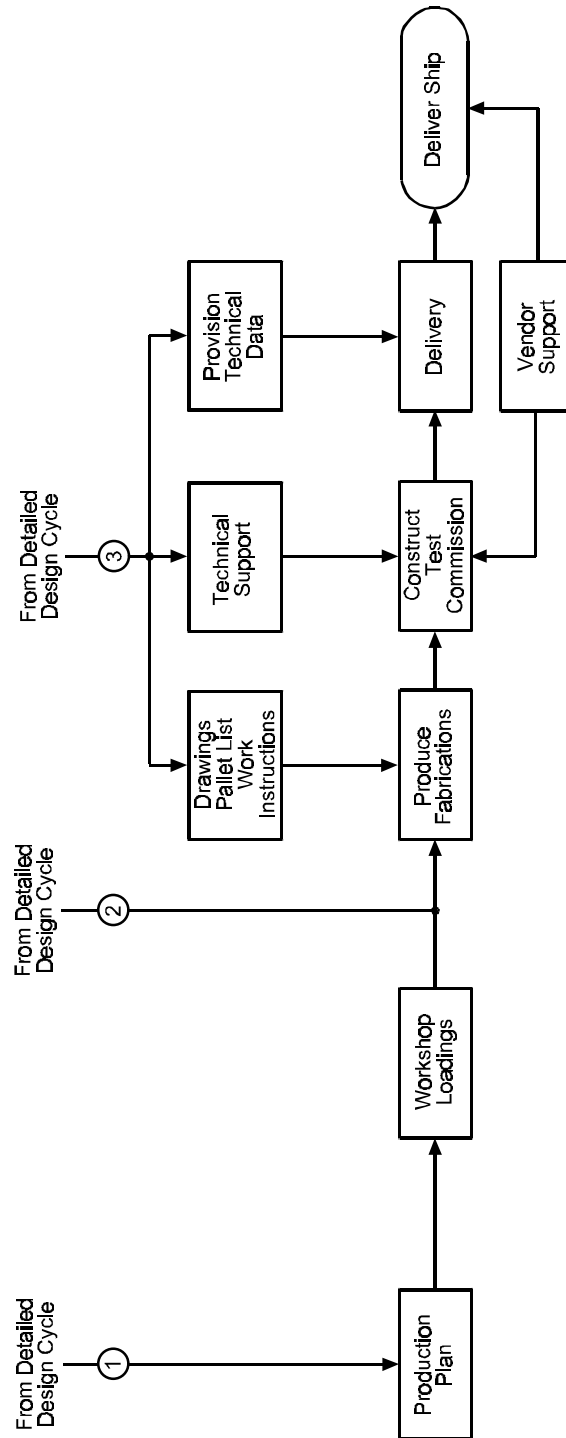 From Detailed
Design Cycle
1
From Detailed
Design Cycle
2
From Detailed
Design Cycle
3
Drawings
Pallet List
Work
Instructions
Technical
Support
Provision
Technical
Data
Production
Plan
Workshop
Loadings
Produce
Fabrications
Construct
Test
Commission
Delivery
Deliver Ship
Vendor
Support